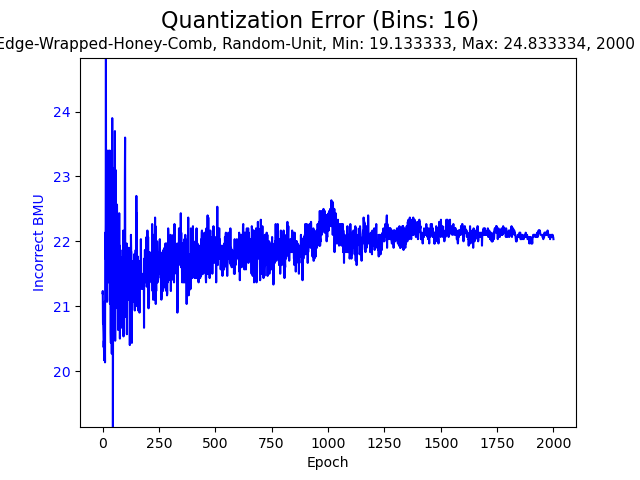 Quantization Error (Bins: 16)
Edge-Wrapped-Honey-Comb, Random-Unit, Min: 19.133333, Max: 24.833334, 2000
24
23
22
21
20
Incorrect BMU
0 250 500 750 1000 1250 1500 1750 2000
Epoch